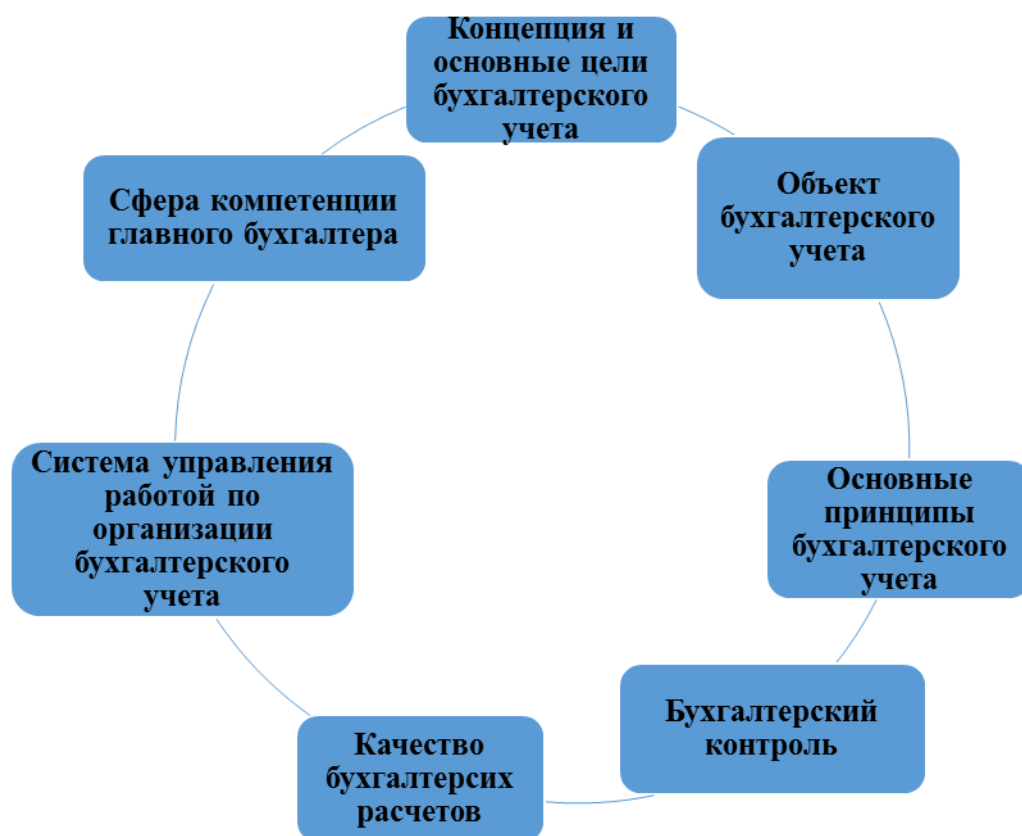 Концепция и
основные цели
бухгалтерского
учета
Объект
бухгалтерского
учета
Основные
принципы
бухгалтерского
учета
Бухгалтерский
контроль
Качество
бухгалтерсих
расчетов
Система управления
работой по
организации
бухгалтерского
учета
Сфера компетенции
главного бухгалтера